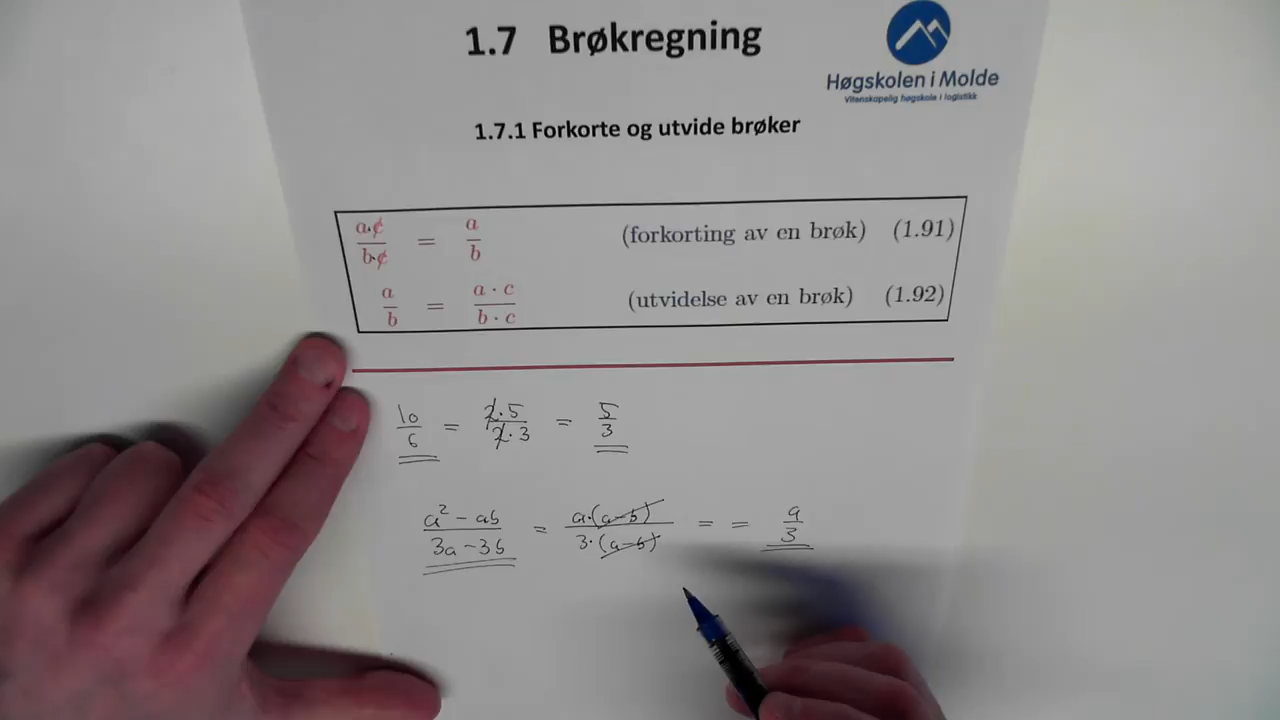 1.7 Brøkregning
Høgskolen i Molde
Vitenskapelig høgskole i logistikk
1.7.1 Forkorte og utvide brøker
a·c/b·c = a/b (forkorting av en brøk) (1.91)
a/b = a · c/b · c (utvidelse av en brøk) (1.92)
10/6 = 2·5/2·3 = 5/3
a² - ab/3a - 3b = a·(a-b)/3·(a-b) = = a/3